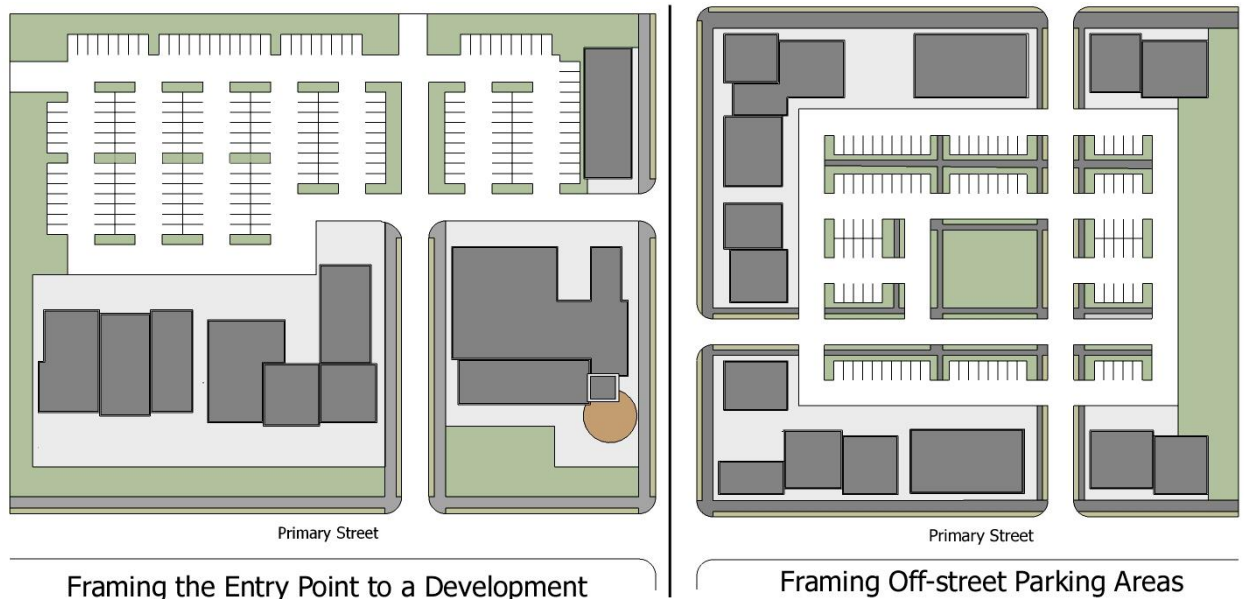 Primary Street
Framing the Entry Point to a Development
Primary Street
Framing Off-street Parking Areas